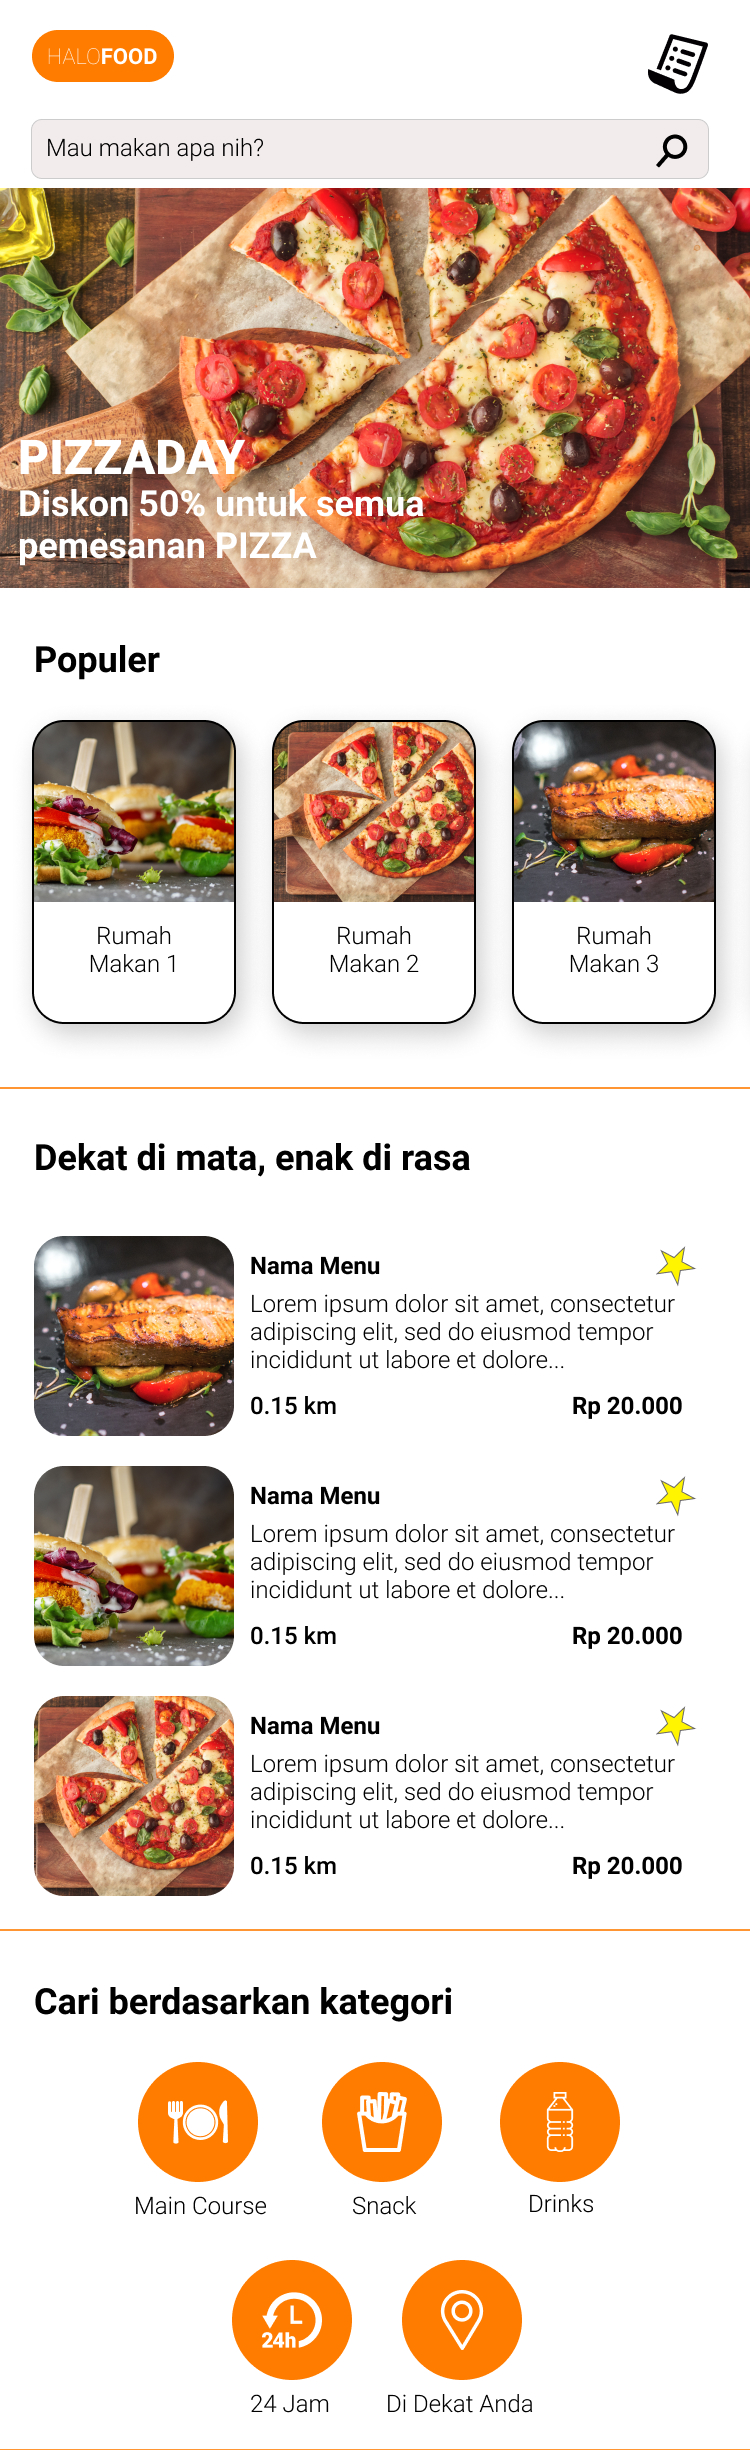 HALOFOOD
Mau makan apa nih?
PIZZADAY
Diskon 50% untuk semua
pemesanan PIZZA
Populer
Rumah
Makan 1
Rumah
Makan 2
Rumah
Makan 3
Dekat di mata, enak di rasa
Nama Menu
Lorem ipsum dolor sit amet, consectetur
adipiscing elit, sed do eiusmod tempor
incididunt ut labore et dolore...
0.15 km Rp 20.000
Nama Menu
Lorem ipsum dolor sit amet, consectetur
adipiscing elit, sed do eiusmod tempor
incididunt ut labore et dolore...
0.15 km Rp 20.000
Nama Menu
Lorem ipsum dolor sit amet, consectetur
adipiscing elit, sed do eiusmod tempor
incididunt ut labore et dolore...
0.15 km Rp 20.000
Cari berdasarkan kategori
Main Course
Snack
Drinks
24h
24 Jam
Di Dekat Anda